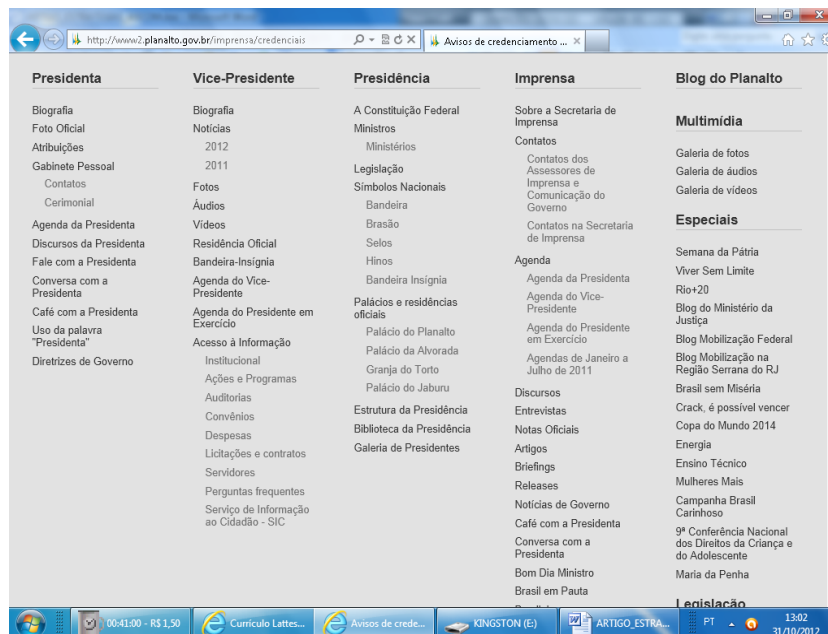 http://www2.planalto.gov.br/imprensa/credenciais
Avisos de credenciamento ...
Presidenta
Biografia
Foto Oficial
Atribuições
Gabinete Pessoal
Contatos
Cerimonial
Agenda da Presidenta
Discursos da Presidenta
Fale com a Presidenta
Conversa com a
Presidenta
Café com a Presidenta
Uso da palavra
"Presidenta"
Diretrizes de Governo
Vice-Presidente
Biografia
Notícias
2012
2011
Fotos
Áudios
Vídeos
Residência Oficial
Bandeira-Insígnia
Agenda do Vice-
Presidente
Agenda do Presidente em
Exercício
Acesso à Informação
Institucional
Ações e Programas
Auditorias
Convênios
Despesas
Licitações e contratos
Servidores
Perguntas frequentes
Serviço de Informação
ao Cidadão - SIC
Presidência
A Constituição Federal
Ministros
Ministérios
Legislação
Símbolos Nacionais
Bandeira
Brasão
Selos
Hinos
Bandeira Insígnia
Palácios e residências
oficiais
Palácio do Planalto
Palácio da Alvorada
Granja do Torto
Palácio do Jaburu
Estrutura da Presidência
Biblioteca da Presidência
Galeria de Presidentes
Imprensa
Sobre a Secretaria de
Imprensa
Contatos
Contatos dos
Assessores de
Imprensa e
Comunicação do
Governo
Contatos na Secretaria
de Imprensa
Agenda
Agenda da Presidenta
Agenda do Vice-
Presidente
Agenda do Presidente
em Exercício
Agendas de Janeiro a
Julho de 2011
Discursos
Entrevistas
Notas Oficiais
Artigos
Briefings
Releases
Notícias de Governo
Café com a Presidenta
Conversa com a
Presidenta
Bom Dia Ministro
Brasil em Pauta
Blog do Planalto
Multimídia
Galeria de fotos
Galeria de áudios
Galeria de vídeos
Especiais
Semana da Pátria
Viver Sem Limite
Rio+20
Blog do Ministério da
Justiça
Blog Mobilização Federal
Blog Mobilização na
Região Serrana do RJ
Brasil sem Miséria
Crack, é possível vencer
Copa do Mundo 2014
Energia
Ensino Técnico
Mulheres Mais
Campanha Brasil
Carinhoso
9ª Conferência Nacional
dos Direitos da Criança e
do Adolescente
Maria da Penha
Legislação
00:41:00 - R$ 1,50
Currículo Lattes...
Avisos de crede...
KINGSTON (E:)
ARTIGO_ESTRA...
PT
13:02
31/10/2012